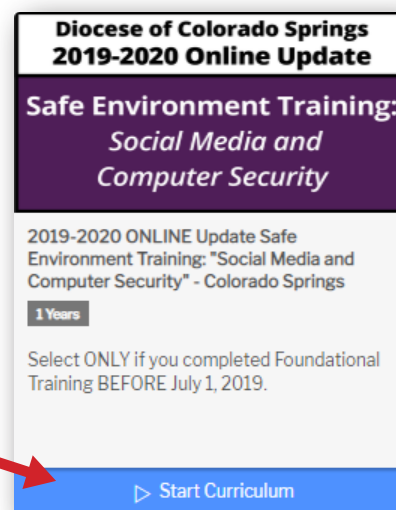 Diocese of Colorado Springs
2019-2020 Online Update
Safe Environment Training:
Social Media and
Computer Security
2019-2020 ONLINE Update Safe
Environment Training: "Social Media and
Computer Security" - Colorado Springs
1 Years
Select ONLY if you completed Foundational
Training BEFORE July 1, 2019.
Start Curriculum